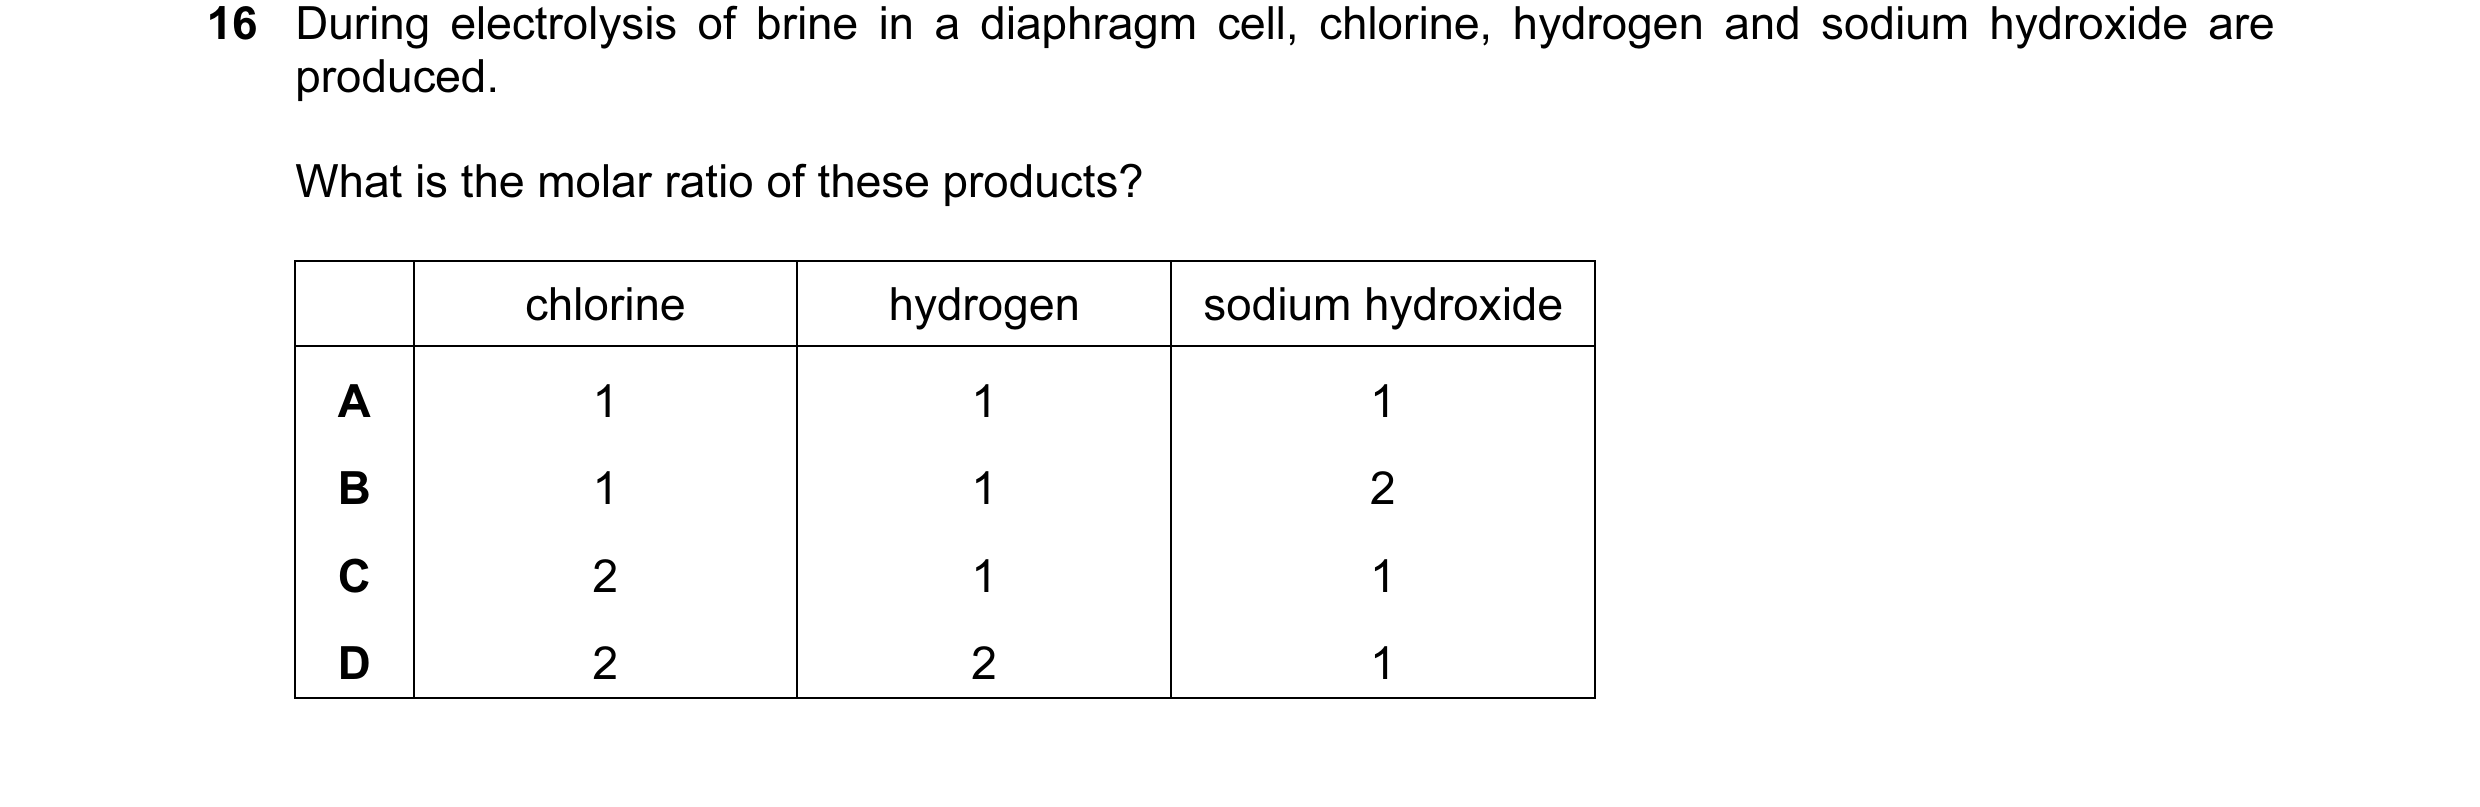 16 During electrolysis of brine in a diaphragm cell, chlorine, hydrogen and sodium hydroxide are
produced.
What is the molar ratio of these products?
chlorine hydrogen sodium hydroxide
A 1 1 1
B 1 1 2
C 2 1 1
D 2 2 1